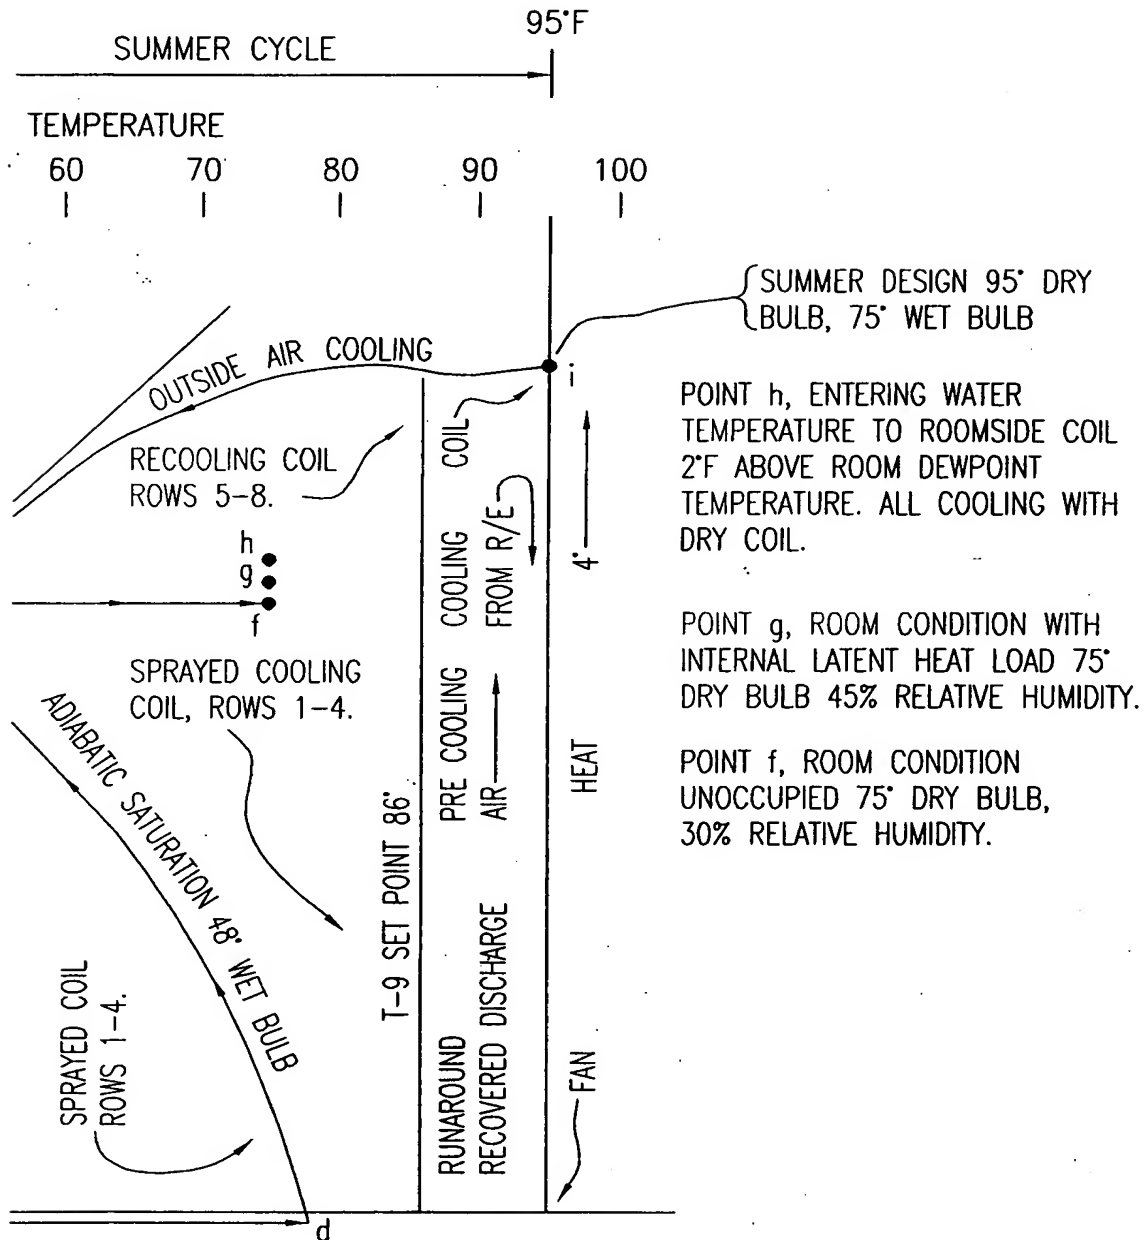 95°F
SUMMER CYCLE
TEMPERATURE
60 70 80 90 100
SUMMER DESIGN 95° DRY
BULB, 75° WET BULB
i
OUTSIDE AIR COOLING
RECOOLING COIL
ROWS 5-8.
h
g
f
SPRAYED COOLING
COIL, ROWS 1-4.
ADIABATIC SATURATION 48° WET BULB
SPRAYED COIL
ROWS 1-4.
d
T-9 SET POINT 86°
RUNAROUND PRE COOLING COOLING COIL
RECOVERED DISCHARGE AIR FROM R/E
FAN HEAT 4°
POINT h, ENTERING WATER
TEMPERATURE TO ROOMSIDE COIL
2°F ABOVE ROOM DEWPOINT
TEMPERATURE. ALL COOLING WITH
DRY COIL.
POINT g, ROOM CONDITION WITH
INTERNAL LATENT HEAT LOAD 75°
DRY BULB 45% RELATIVE HUMIDITY.
POINT f, ROOM CONDITION
UNOCCUPIED 75° DRY BULB,
30% RELATIVE HUMIDITY.